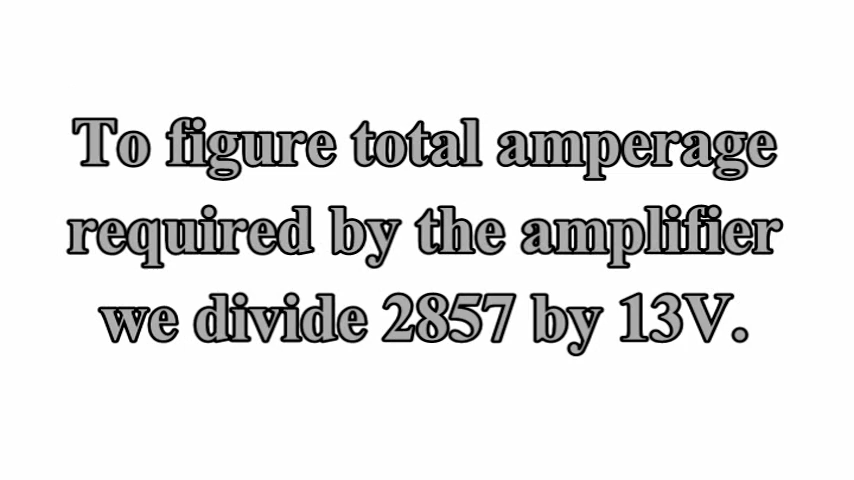 To figure total amperage
required by the amplifier
we divide 2857 by 13V.